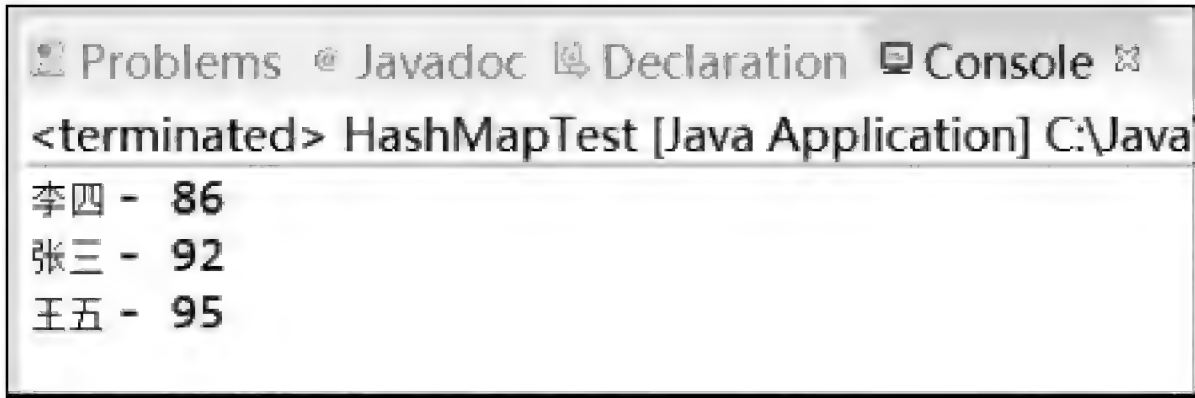 Problems @ Javadoc Declaration Console
<terminated> HashMapTest [Java Application] C:\Java
李四 - 86
张三 - 92
王五 - 95